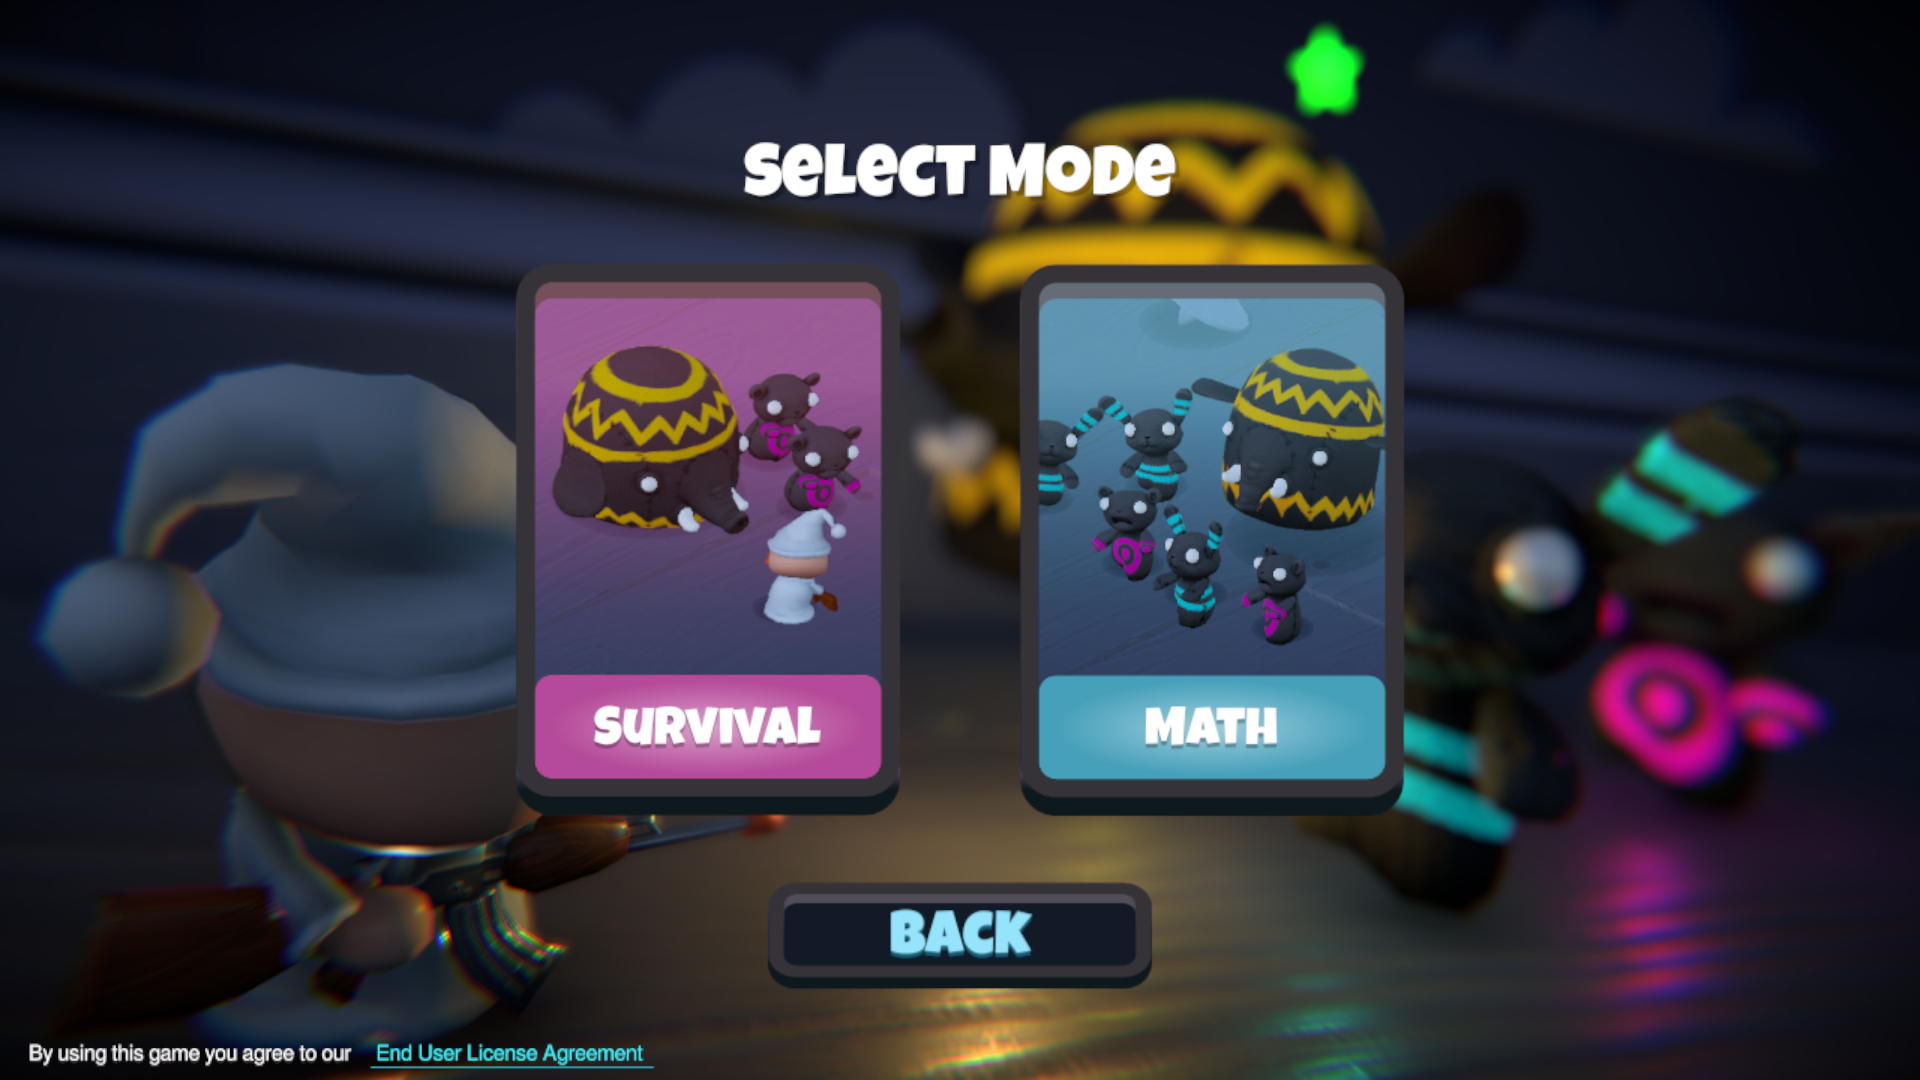 Select Mode
SURVIVAL
MATH
BACK
By using this game you agree to our End User License Agreement